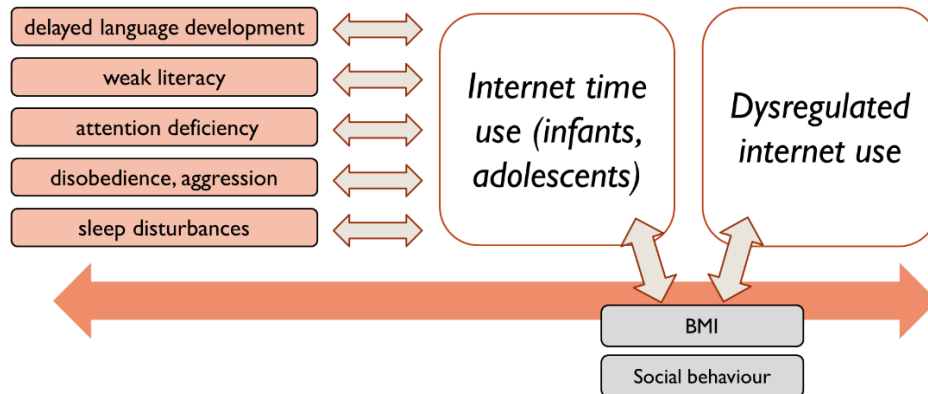 delayed language development
weak literacy
attention deficiency
disobedience, aggression
sleep disturbances
Internet time
use (infants,
adolescents)
Dysregulated
internet use
BMI
Social behaviour